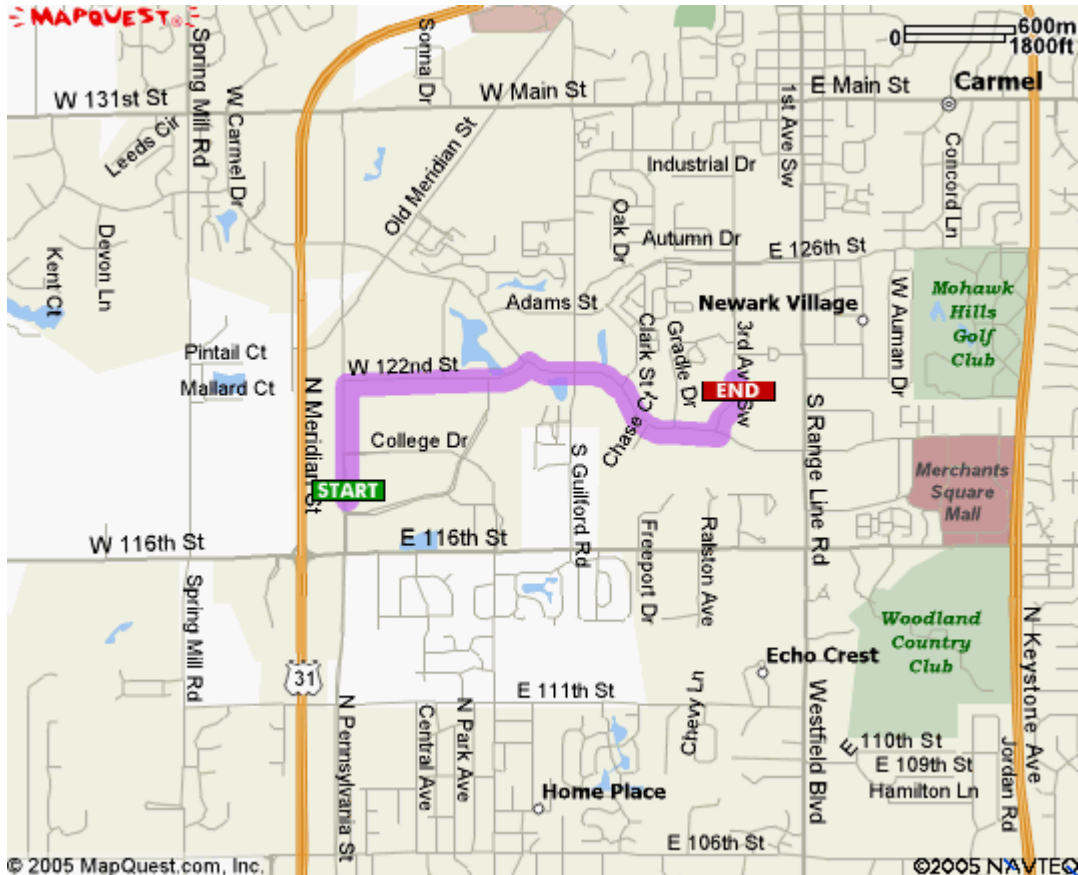 MAPQUEST®
600m
0
1800ft
Spring Mill Rd
Sonna Dr
W 131st St
W Main St
E Main St
Carmel
Leeds Cir
W Carmel Dr
Old Meridian St
1st Ave Sw
Industrial Dr
Concord Ln
Oak Dr
Autumn Dr
E 126th St
Kent Ct
Devon Ln
Adams St
Newark Village
W Auman Dr
Mohawk
Hills
Golf
Club
Pintail Ct
Mallard Ct
N Meridian St
W 122nd St
Clark St
Gradle Dr
3rd Av Sw
END
Chase Ct
College Dr
START
S Guilford Rd
S Range Line Rd
Merchants
Square
Mall
W 116th St
E 116th St
Freeport Dr
Ralston Ave
Spring Mill Rd
Woodland
Country
Club
N Keystone Ave
31
Echo Crest
E 111th St
N Pennsylvania St
Central Ave
N Park Ave
Chevy Ln
Westfield Blvd
E 110th St
E 109th St
Jordan Rd
Hamilton Ln
Home Place
E 106th St
© 2005 MapQuest.com, Inc.
©2005 NAVTEQ